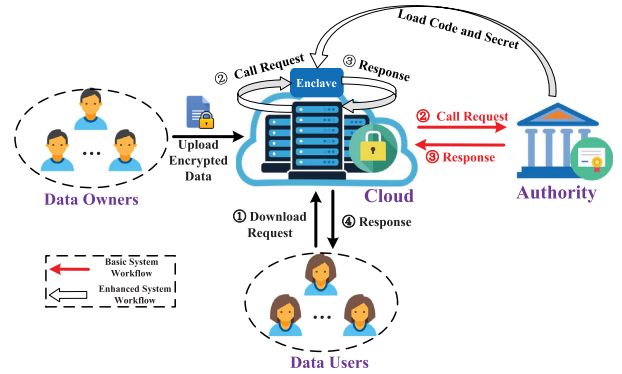 Load Code and Secret
② Call Request
③ Response
Enclave
② Call Request
③ Response
Upload
Encrypted
Data
Cloud
Authority
Data Owners
① Download
Request
④ Response
Basic System
Workflow
Enhanced System
Workflow
...
...
Data Users